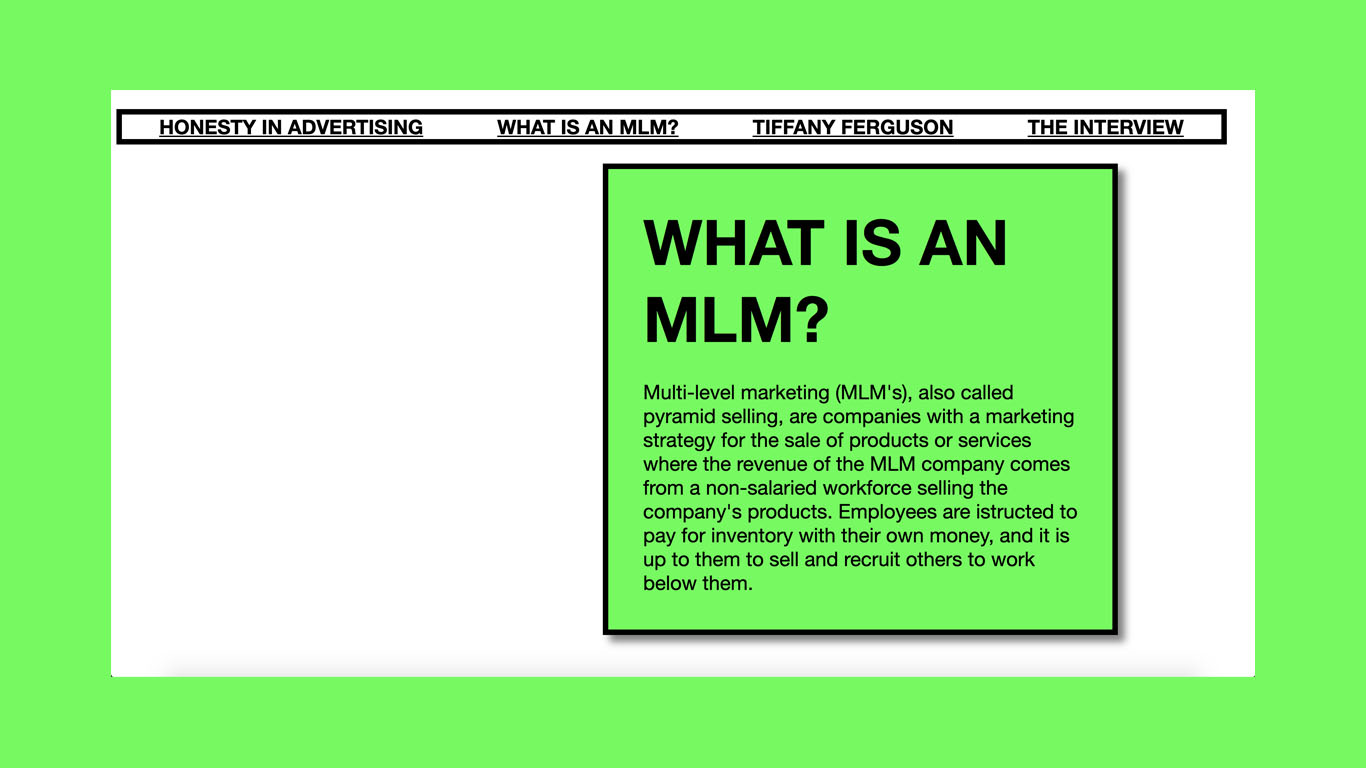 HONESTY IN ADVERTISING WHAT IS AN MLM? TIFFANY FERGUSON THE INTERVIEW
WHAT IS AN
MLM?
Multi-level marketing (MLM's), also called
pyramid selling, are companies with a marketing
strategy for the sale of products or services
where the revenue of the MLM company comes
from a non-salaried workforce selling the
company's products. Employees are istructed to
pay for inventory with their own money, and it is
up to them to sell and recruit others to work
below them.